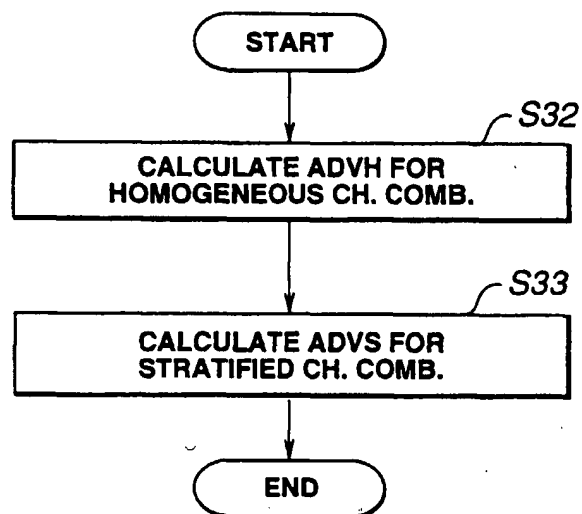 START
S32
CALCULATE ADVH FOR
HOMOGENEOUS CH. COMB.
S33
CALCULATE ADVS FOR
STRATIFIED CH. COMB.
END